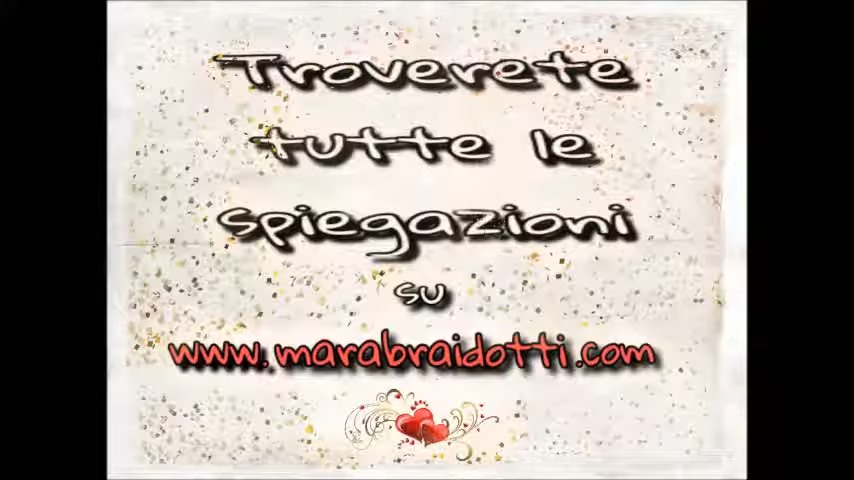 Troverete
tutte le
spiegazioni
su
www.marabraidotti.com